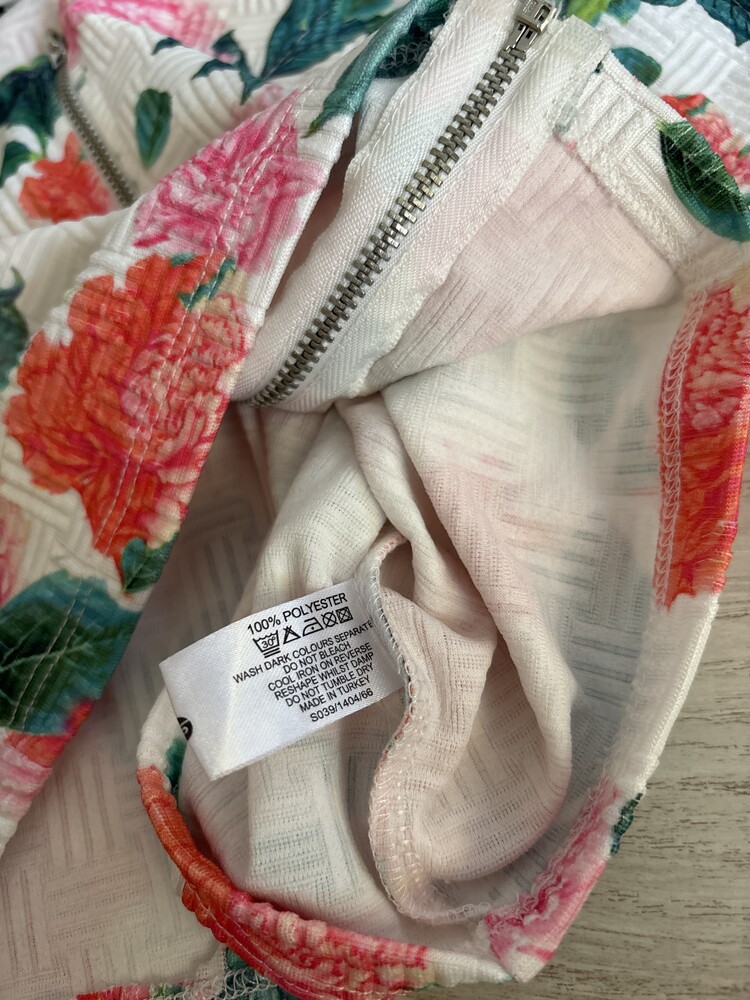 100% POLYESTER
30°
WASH DARK COLOURS SEPARATE
DO NOT BLEACH
COOL IRON ON REVERSE
RESHAPE WHILST DAMP
DO NOT TUMBLE DRY
MADE IN TURKEY
S039/1404/66